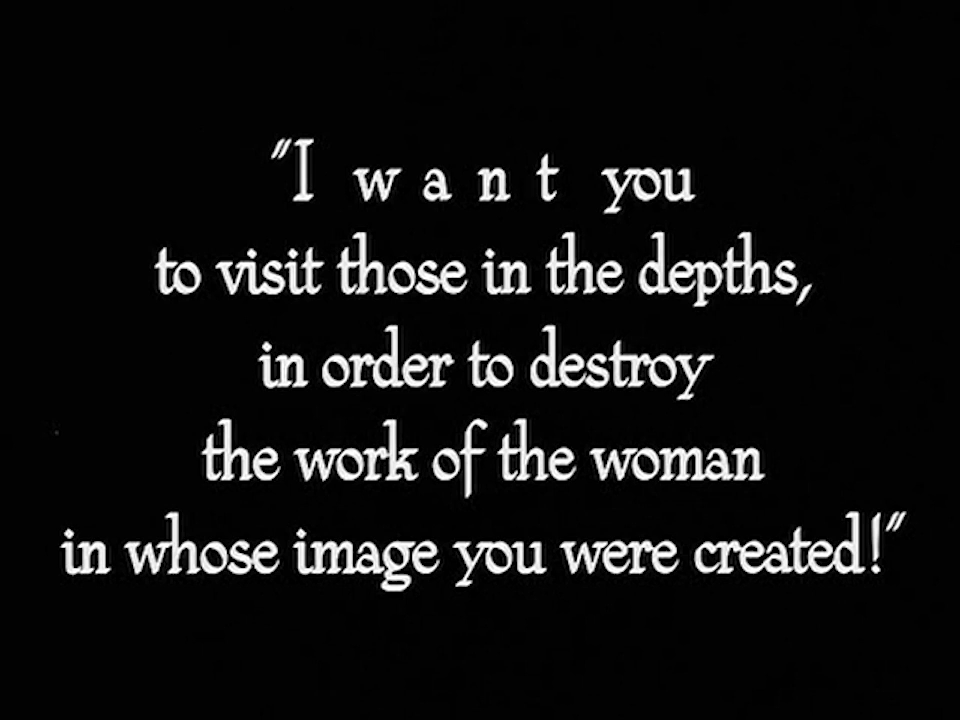 "I w a n t you
to visit those in the depths,
in order to destroy
the work of the woman
in whose image you were created!"